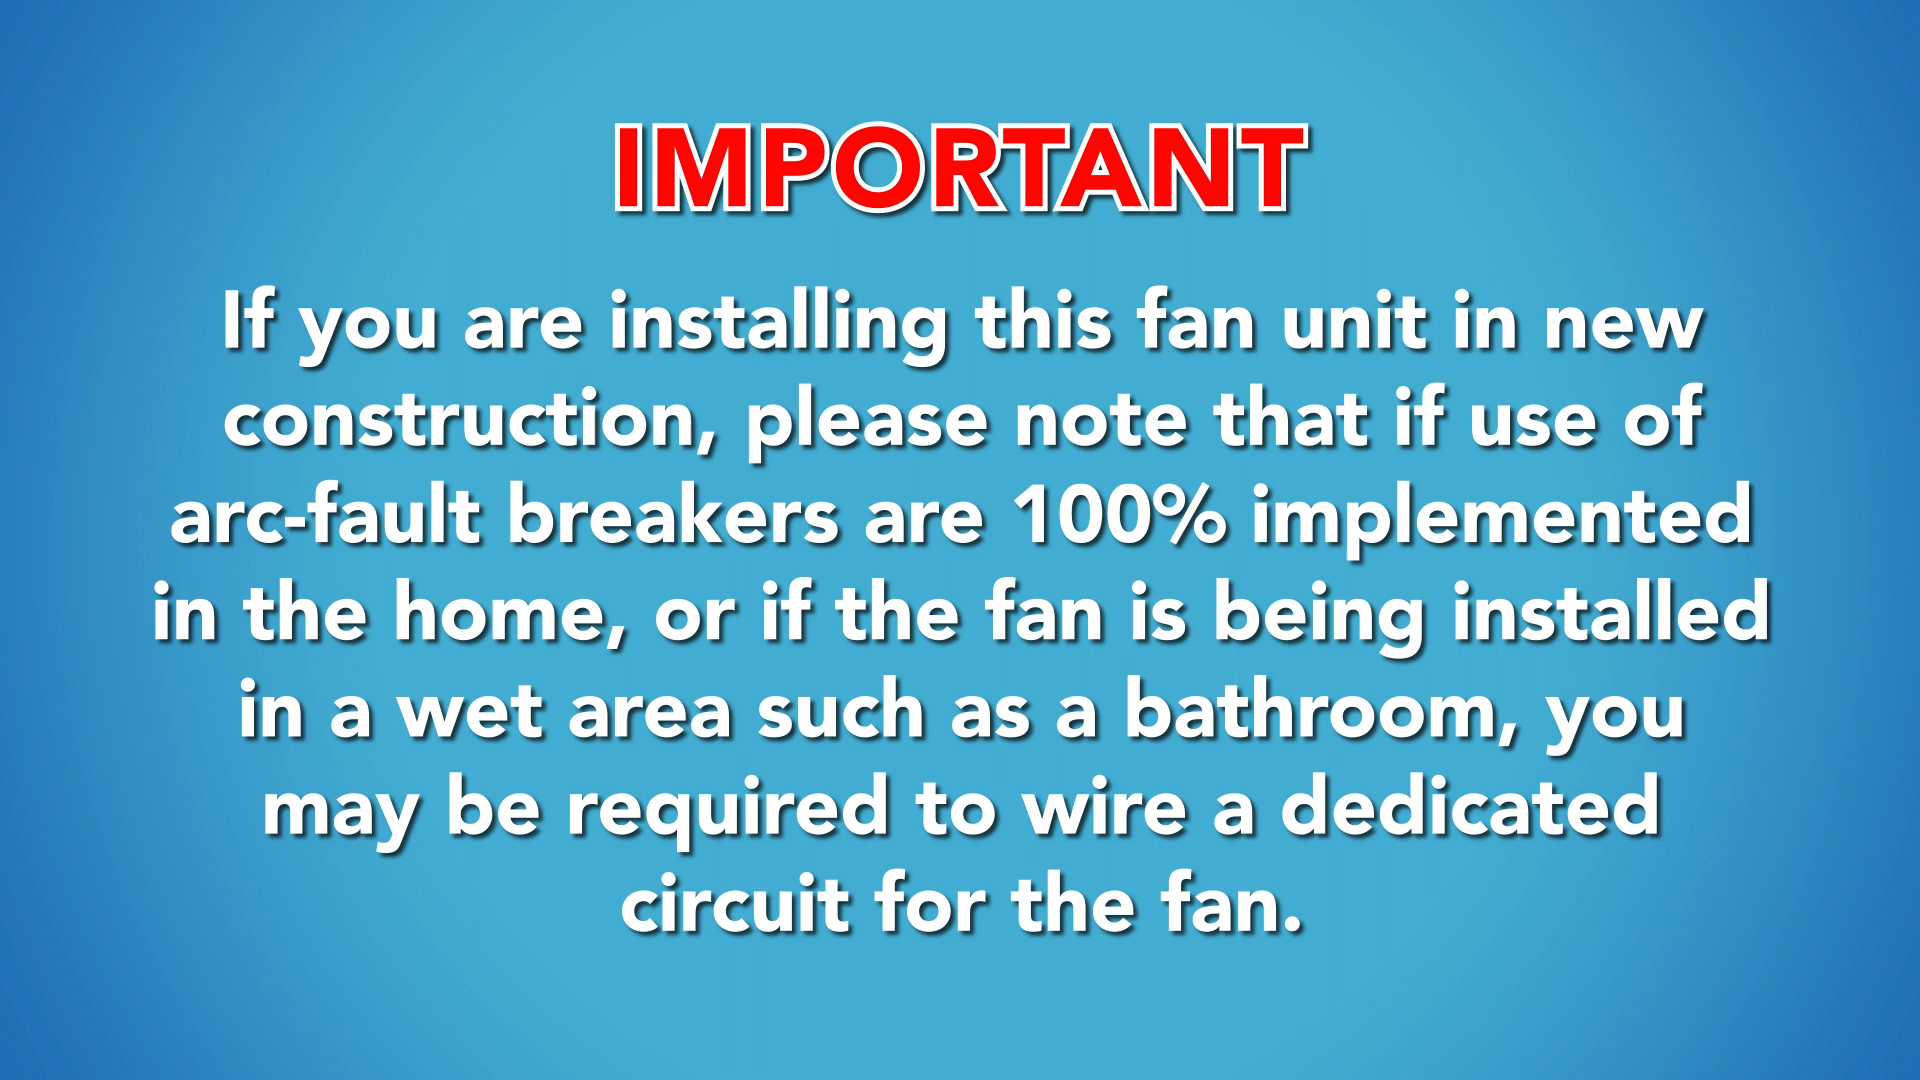 IMPORTANT
If you are installing this fan unit in new
construction, please note that if use of
arc-fault breakers are 100% implemented
in the home, or if the fan is being installed
in a wet area such as a bathroom, you
may be required to wire a dedicated
circuit for the fan.